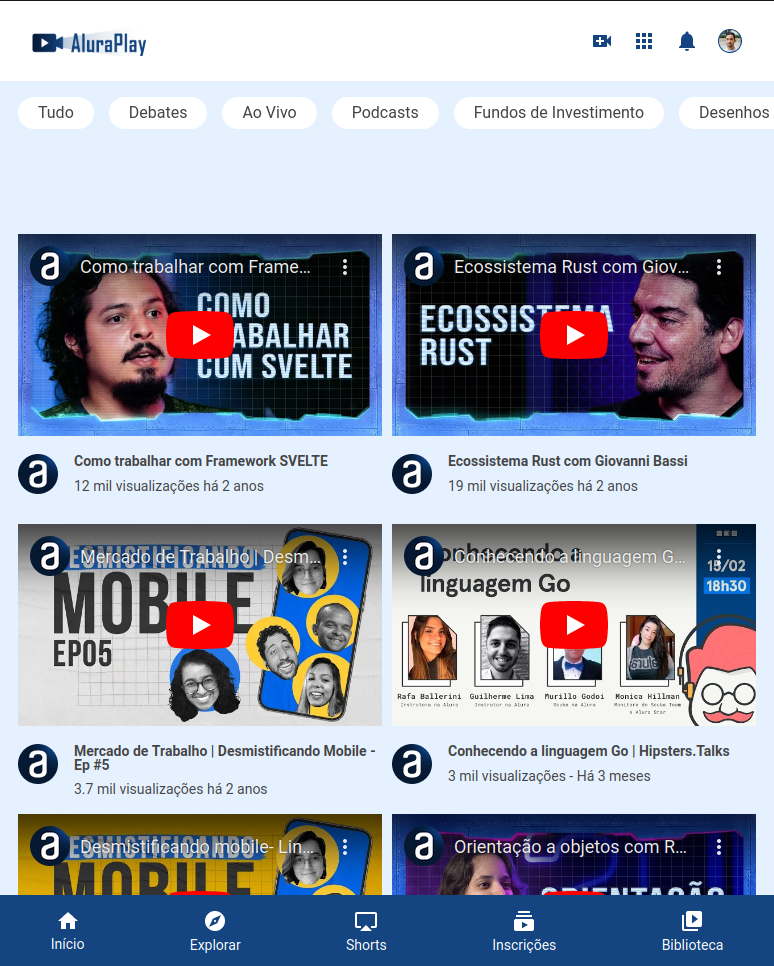 AluraPlay
Tudo
Debates
Ao Vivo
Podcasts
Fundos de Investimento
Desenhos
Como trabalhar com Frame...
COMO
TRABALHAR
COM SVELTE
Ecossistema Rust com Giov...
ECOSSISTEMA
RUST
Como trabalhar com Framework SVELTE
12 mil visualizações há 2 anos
Ecossistema Rust com Giovanni Bassi
19 mil visualizações há 2 anos
Mercado de Trabalho | Desm...
DESMISTIFICANDO
MOBILE
EP05
Conhecendo a linguagem G...
Conhecendo a
linguagem Go
15/02
18h30
Rafa Ballerini
Instrutora na Alura
Guilherme Lima
Instrutor na Alura
Murillo Godoi
Scuba na Alura
Monica Hillman
Monitora do Scuba Team
e Alura Star
Mercado de Trabalho | Desmistificando Mobile -
Ep #5
3.7 mil visualizações há 2 anos
Conhecendo a linguagem Go | Hipsters.Talks
3 mil visualizações - Há 3 meses
Desmistificando mobile- Lin...
DESMISTIFICANDO
MOBILE
Orientação a objetos com R...
ORIENTAÇÃO
Início
Explorar
Shorts
Inscrições
Biblioteca